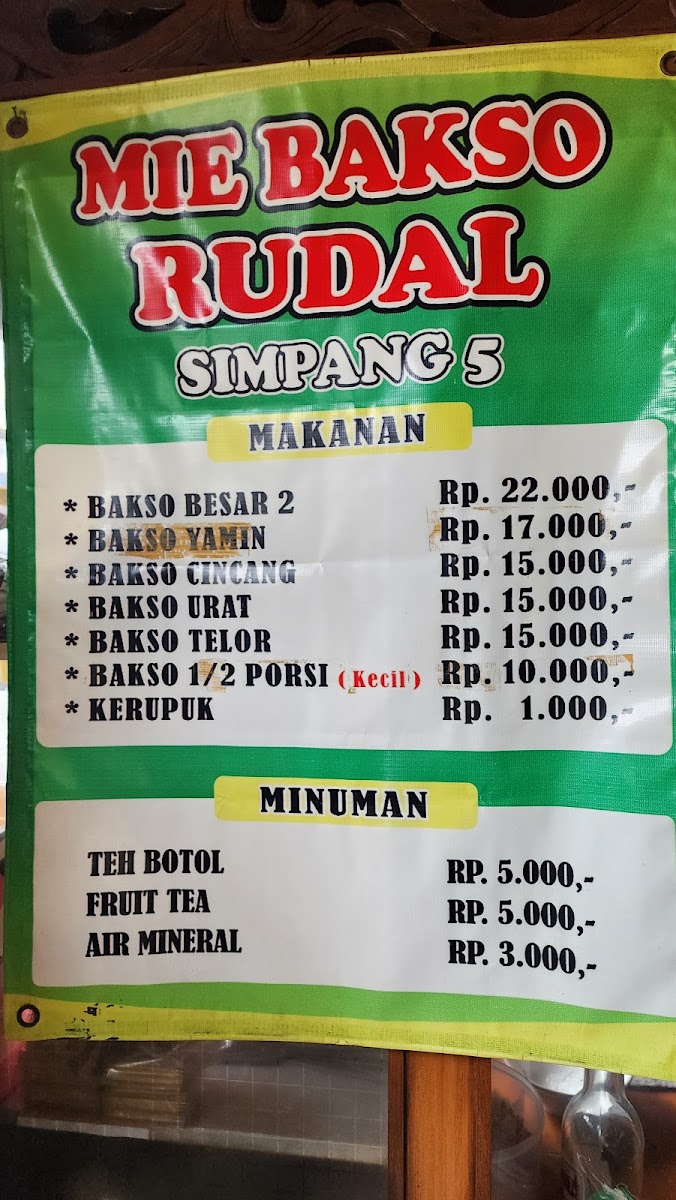 MIE BAKSO
RUDAL
SIMPANG 5
MAKANAN
* BAKSO BESAR 2 Rp. 22.000,-
* BAKSO YAMIN Rp. 17.000,-
* BAKSO CINCANG Rp. 15.000,-
* BAKSO URAT Rp. 15.000,-
* BAKSO TELOR Rp. 15.000,-
* BAKSO 1/2 PORSI ( Kecil ) Rp. 10.000,-
* KERUPUK Rp. 1.000,-
MINUMAN
TEH BOTOL RP. 5.000,-
FRUIT TEA RP. 5.000,-
AIR MINERAL RP. 3.000,-